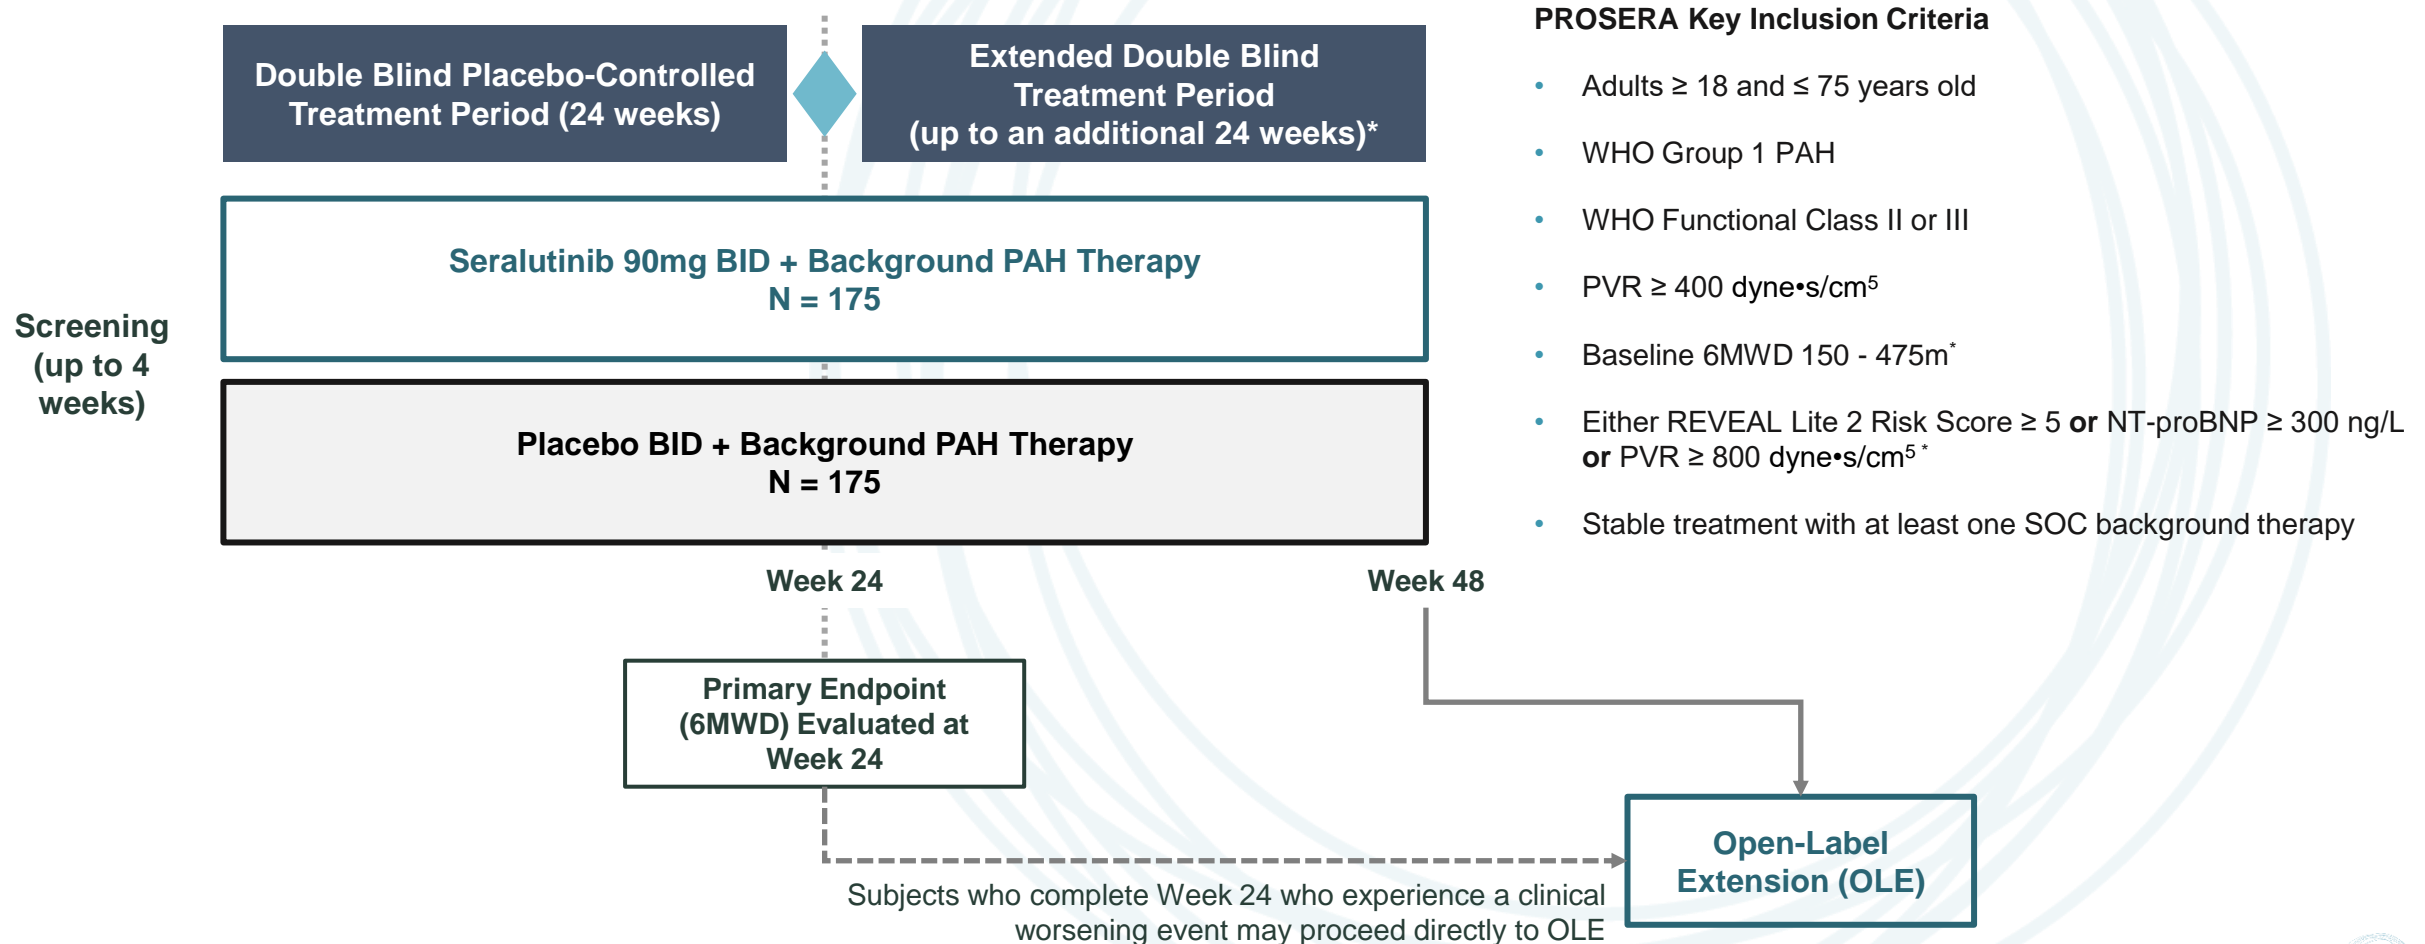 Double Blind Placebo-Controlled
Treatment Period (24 weeks)
Extended Double Blind
Treatment Period
(up to an additional 24 weeks)*
Screening
(up to 4
weeks)
Seralutinib 90mg BID + Background PAH Therapy
N = 175
Placebo BID + Background PAH Therapy
N = 175
Week 24
Week 48
Primary Endpoint
(6MWD) Evaluated at
Week 24
Subjects who complete Week 24 who experience a clinical
worsening event may proceed directly to OLE
Open-Label
Extension (OLE)
PROSERA Key Inclusion Criteria
• Adults ≥ 18 and ≤ 75 years old
• WHO Group 1 PAH
• WHO Functional Class II or III
• PVR ≥ 400 dyne•s/cm⁵
• Baseline 6MWD 150 - 475m*
• Either REVEAL Lite 2 Risk Score ≥ 5 or NT-proBNP ≥ 300 ng/L
or PVR ≥ 800 dyne•s/cm⁵ *
• Stable treatment with at least one SOC background therapy